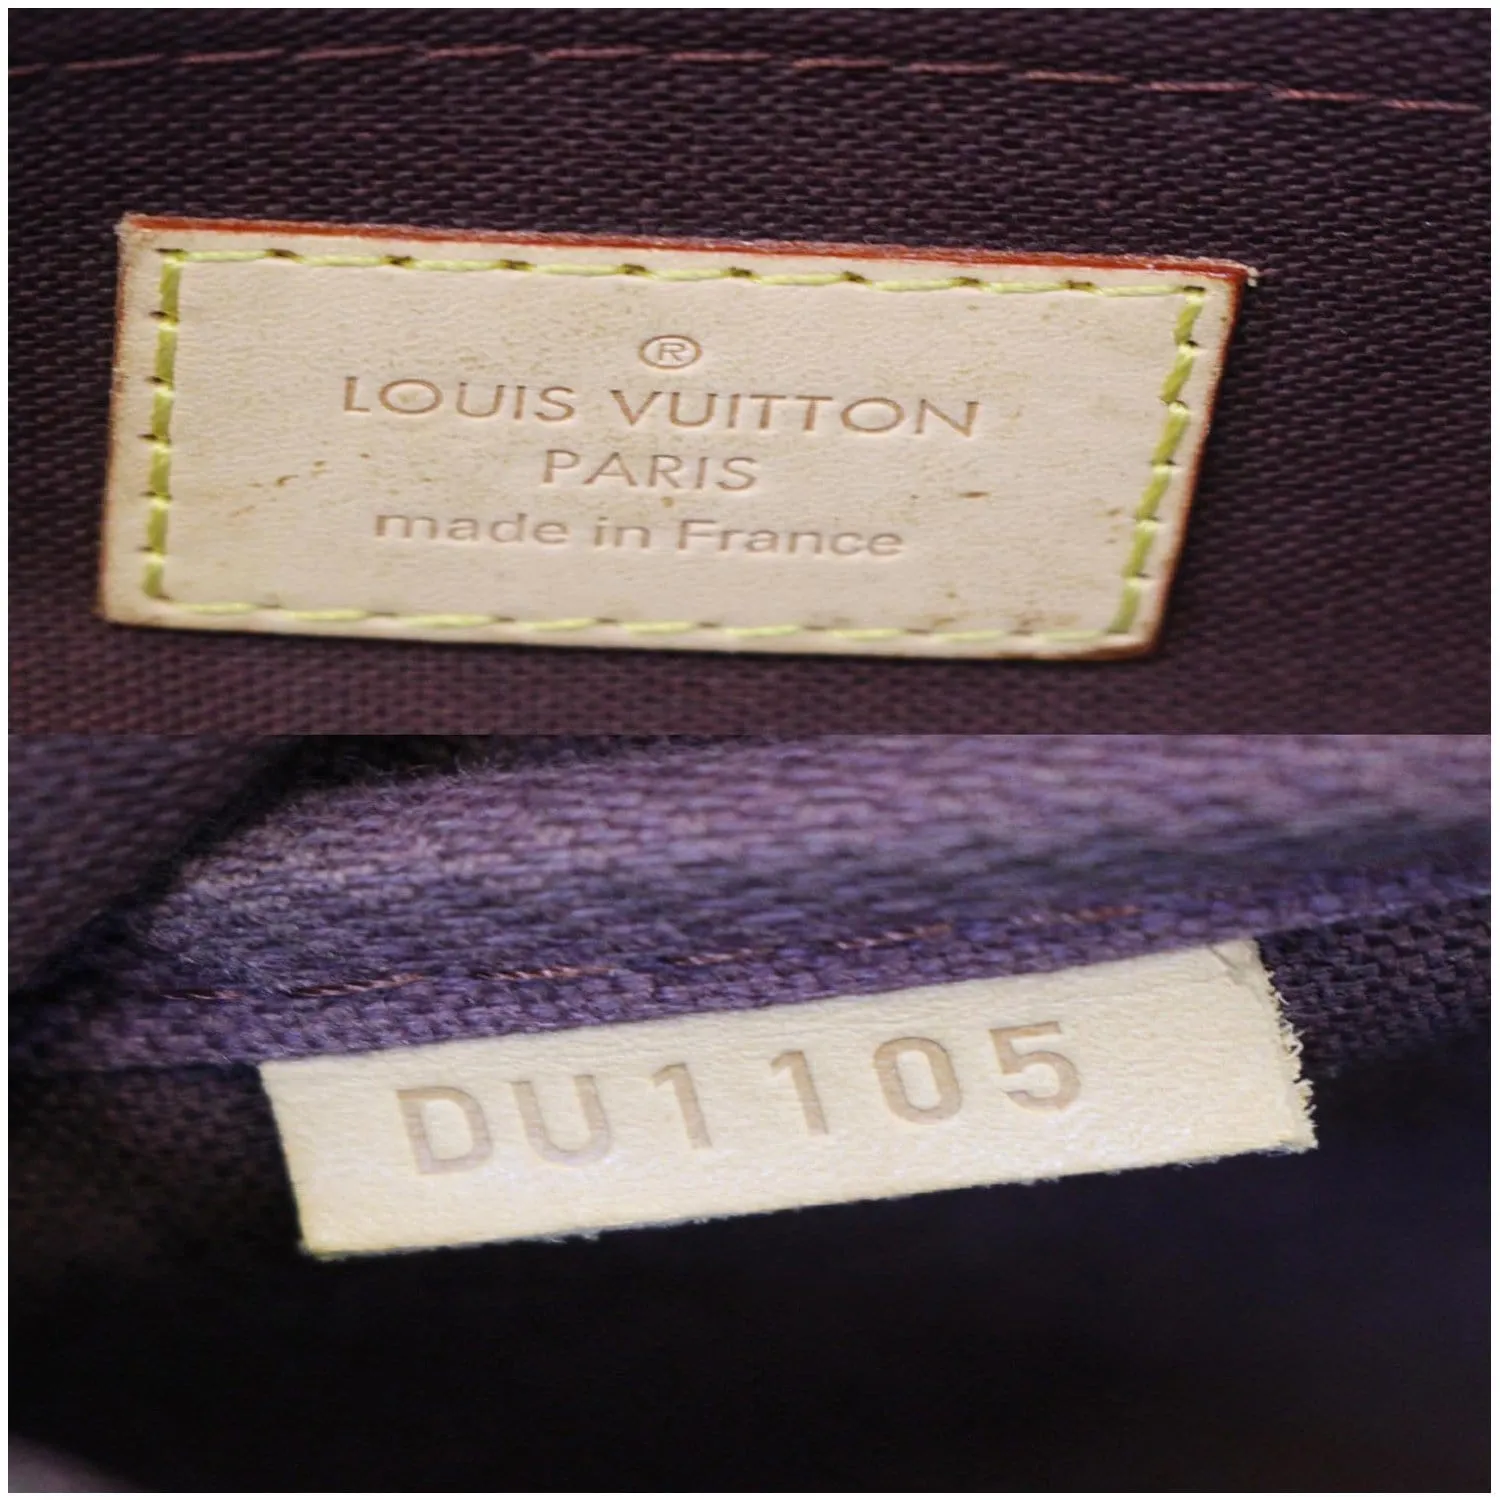 ®
LOUIS VUITTON
PARIS
made in France
DU1105